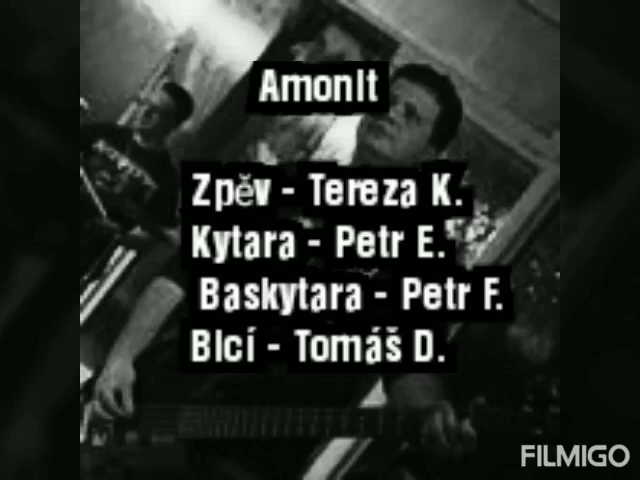 Amonit
Zpěv - Tereza K.
Kytara - Petr E.
Baskytara - Petr F.
Bicí - Tomáš D.
FILMIGO